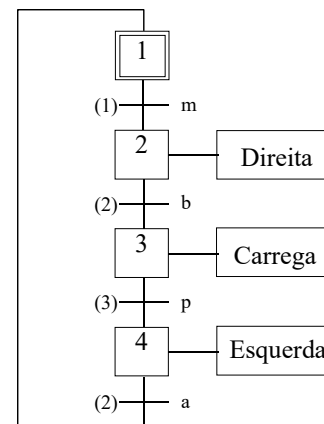 1
(1) m
2 Direita
(2) b
3 Carrega
(3) p
4 Esquerda
(2) a